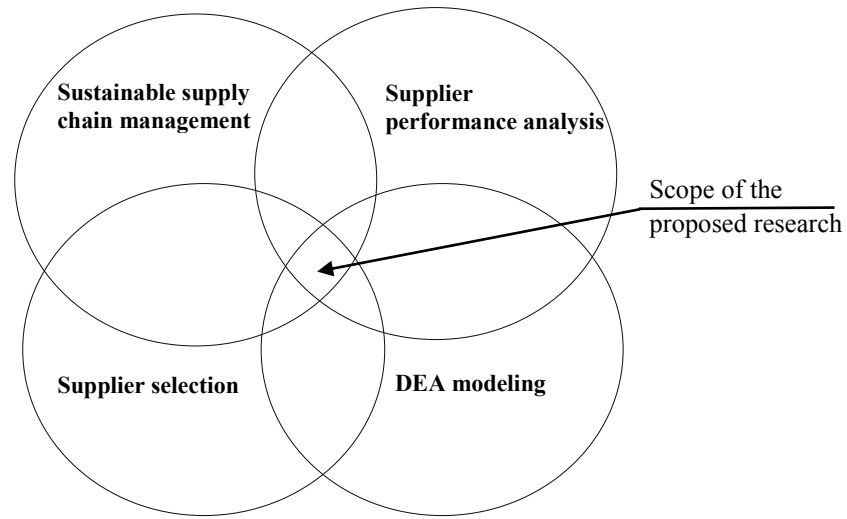 Sustainable supply
chain management
Supplier
performance analysis
Scope of the
proposed research
Supplier selection
DEA modeling